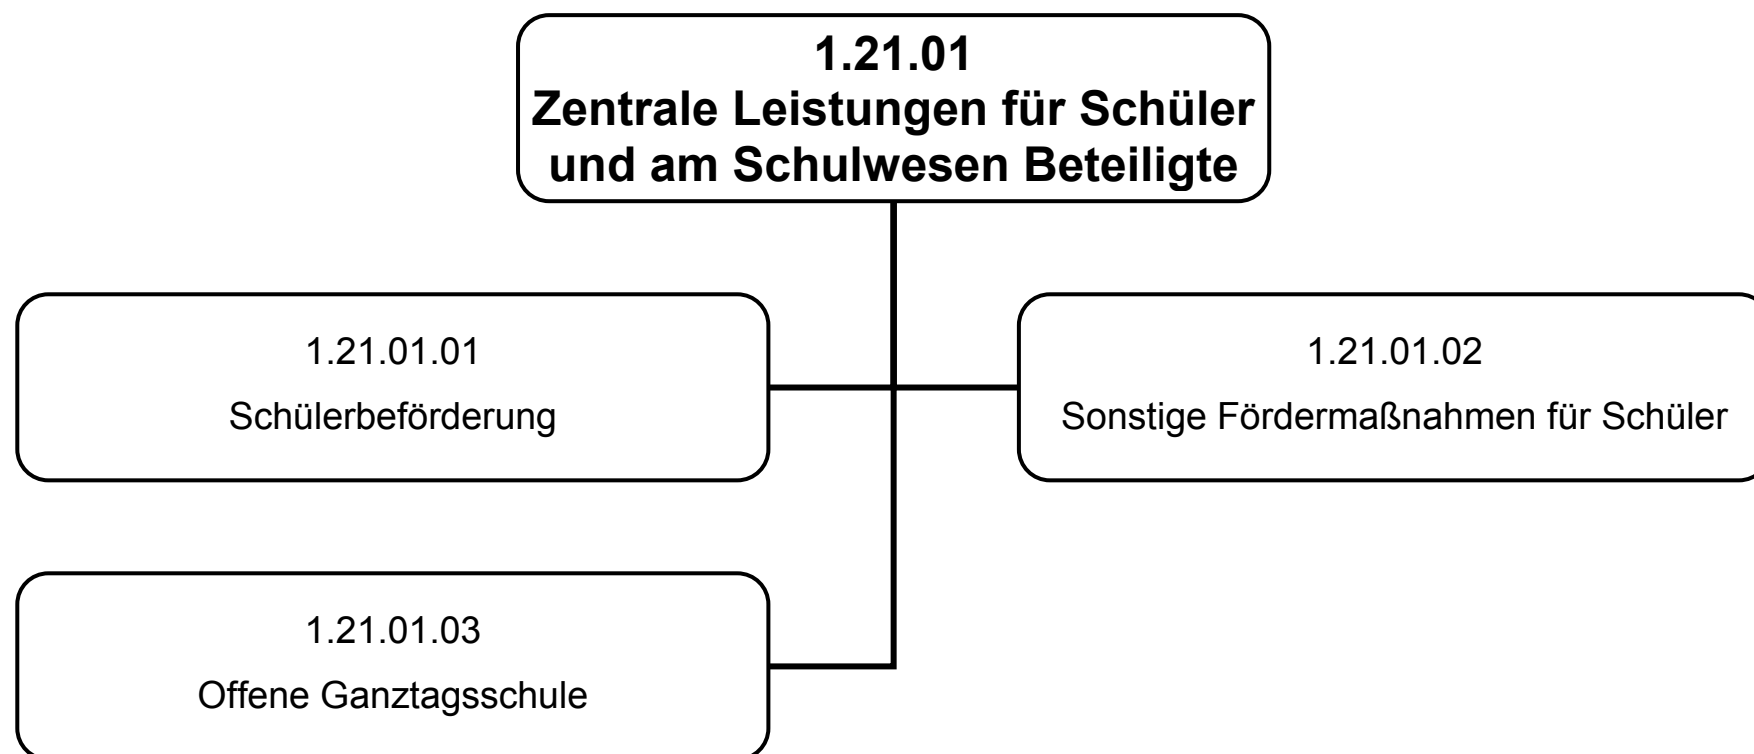 1.21.01
Zentrale Leistungen für Schüler
und am Schulwesen Beteiligte
1.21.01.01
Schülerbeförderung
1.21.01.02
Sonstige Fördermaßnahmen für Schüler
1.21.01.03
Offene Ganztagsschule